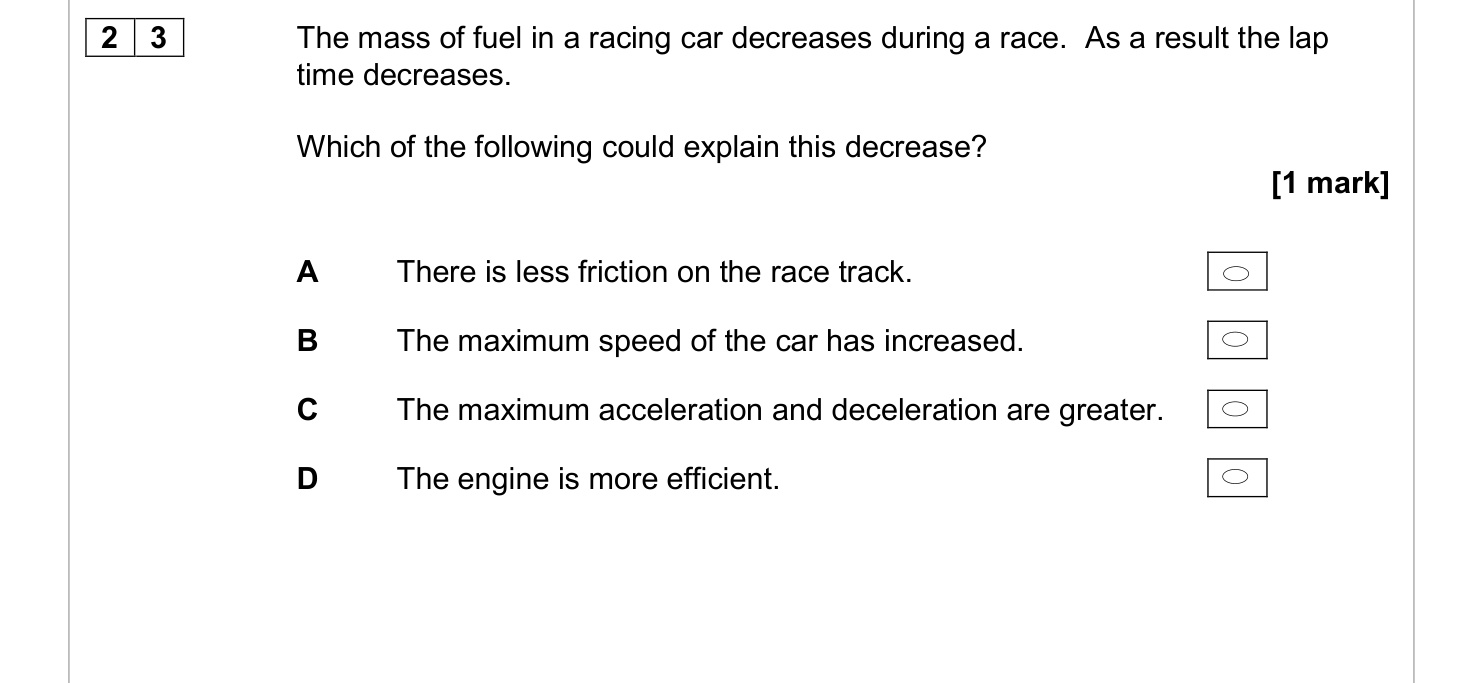 2 3 The mass of fuel in a racing car decreases during a race. As a result the lap
time decreases.
Which of the following could explain this decrease?
[1 mark]
A There is less friction on the race track.
B The maximum speed of the car has increased.
C The maximum acceleration and deceleration are greater.
D The engine is more efficient.